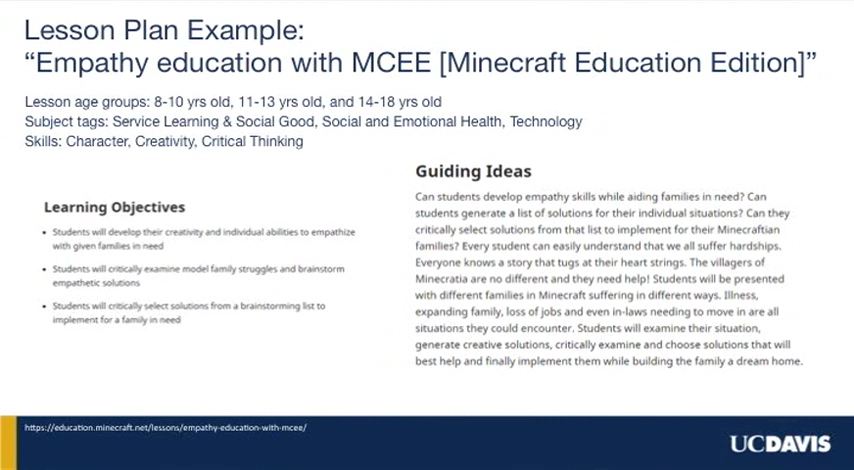 Lesson Plan Example:
“Empathy education with MCEE [Minecraft Education Edition]”
Lesson age groups: 8-10 yrs old, 11-13 yrs old, and 14-18 yrs old
Subject tags: Service Learning & Social Good, Social and Emotional Health, Technology
Skills: Character, Creativity, Critical Thinking
Learning Objectives
• Students will develop their creativity and individual abilities to empathize
with given families in need
• Students will critically examine model family struggles and brainstorm
empathetic solutions
• Students will critically select solutions from a brainstorming list to
implement for a family in need
Guiding Ideas
Can students develop empathy skills while aiding families in need? Can
students generate a list of solutions for their individual situations? Can they
critically select solutions from that list to implement for their Minecraftian
families? Every student can easily understand that we all suffer hardships.
Everyone knows a story that tugs at their heart strings. The villagers of
Minecratia are no different and they need help! Students will be presented
with different families in Minecraft suffering in different ways. Illness,
expanding family, loss of jobs and even in-laws needing to move in are all
situations they could encounter. Students will examine their situation,
generate creative solutions, critically examine and choose solutions that will
best help and finally implement them while building the family a dream home.
https://education.minecraft.net/lessons/empathy-education-with-mcee/
UCDAVIS